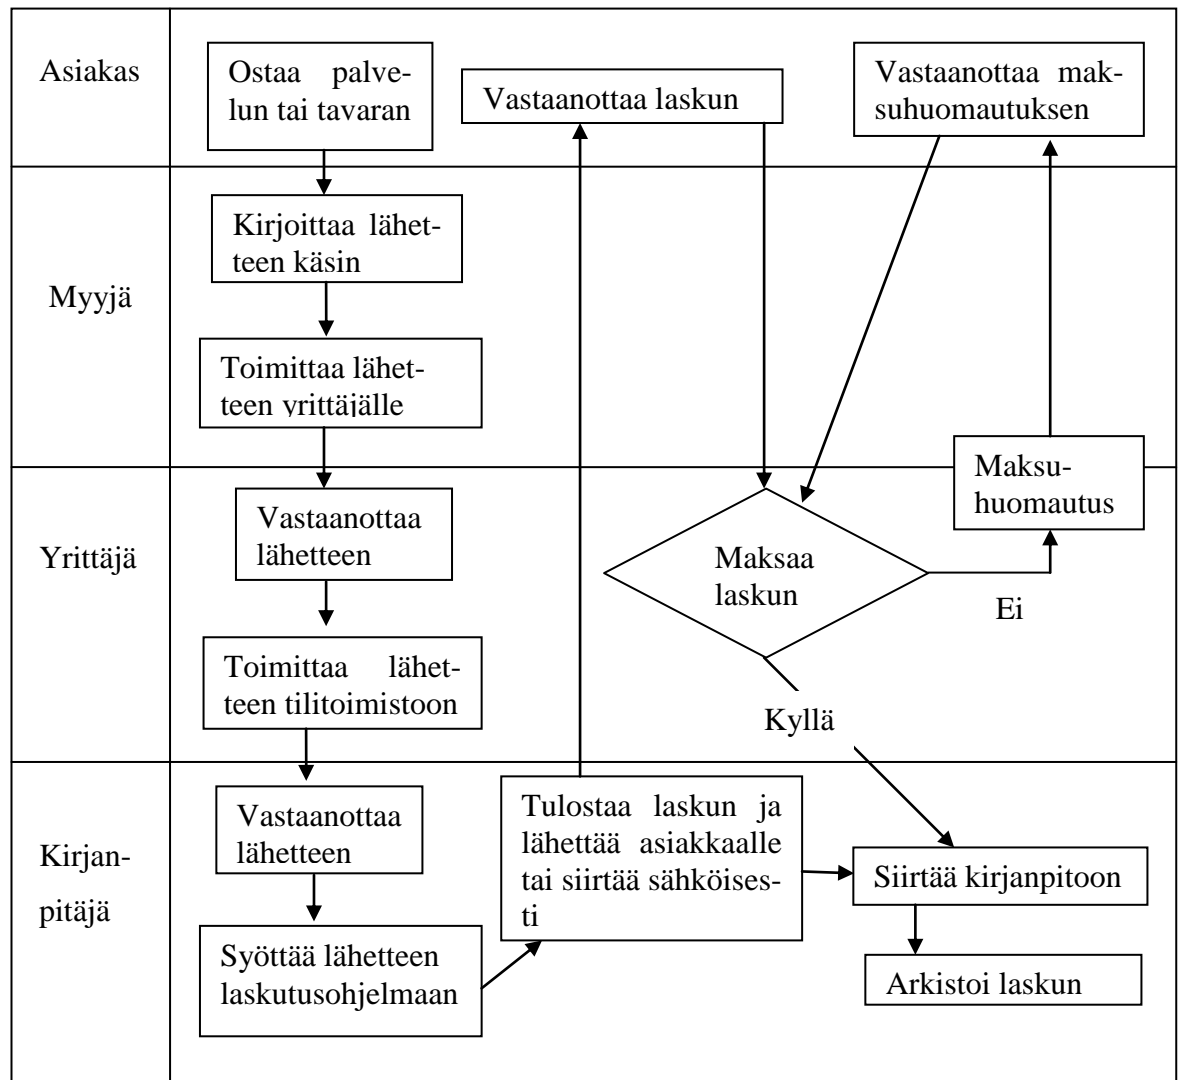 Asiakas
Ostaa palve-
lun tai tavaran
Vastaanottaa laskun
Vastaanottaa mak-
suhuomautuksen
Myyjä
Kirjoittaa lähet-
teen käsin
Toimittaa lähet-
teen yrittäjälle
Yrittäjä
Vastaanottaa
lähetteen
Toimittaa lähet-
teen tilitoimistoon
Maksaa
laskun
Maksu-
huomautus
Ei
Kyllä
Kirjan-
pitäjä
Vastaanottaa
lähetteen
Syöttää lähetteen
laskutusohjelmaan
Tulostaa laskun ja
lähettää asiakkaalle
tai siirtää sähköises-
ti
Siirtää kirjanpitoon
Arkistoi laskun